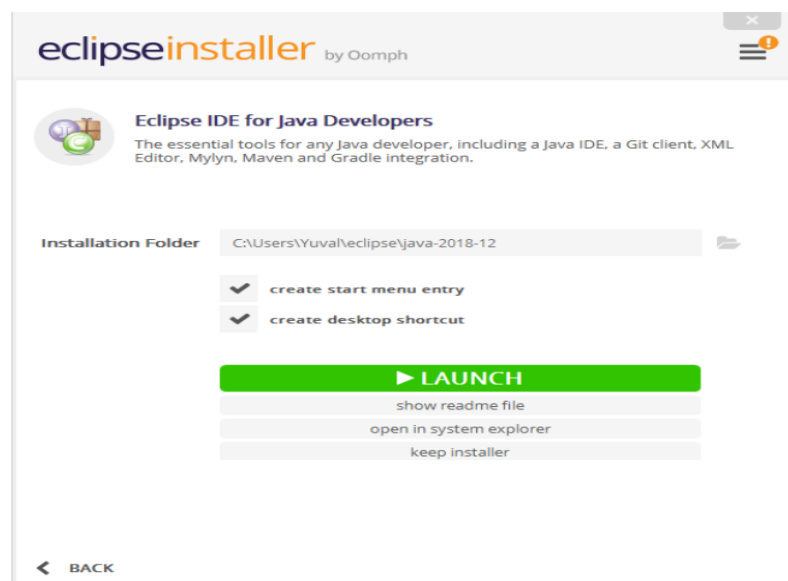 eclipseinstaller by Oomph
Eclipse IDE for Java Developers
The essential tools for any Java developer, including a Java IDE, a Git client, XML
Editor, Mylyn, Maven and Gradle integration.
Installation Folder C:\Users\Yuval\eclipse\java-2018-12
create start menu entry
create desktop shortcut
LAUNCH
show readme file
open in system explorer
keep installer
BACK